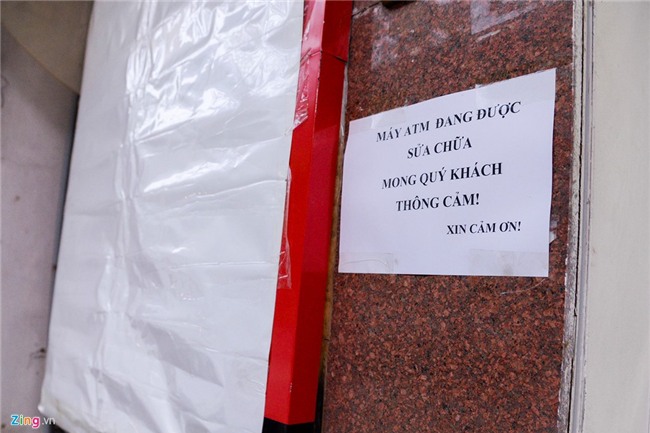 MÁY ATM ĐANG ĐƯỢC
SỬA CHỮA
MONG QUÝ KHÁCH
THÔNG CẢM!
XIN CẢM ƠN!
Zing.vn